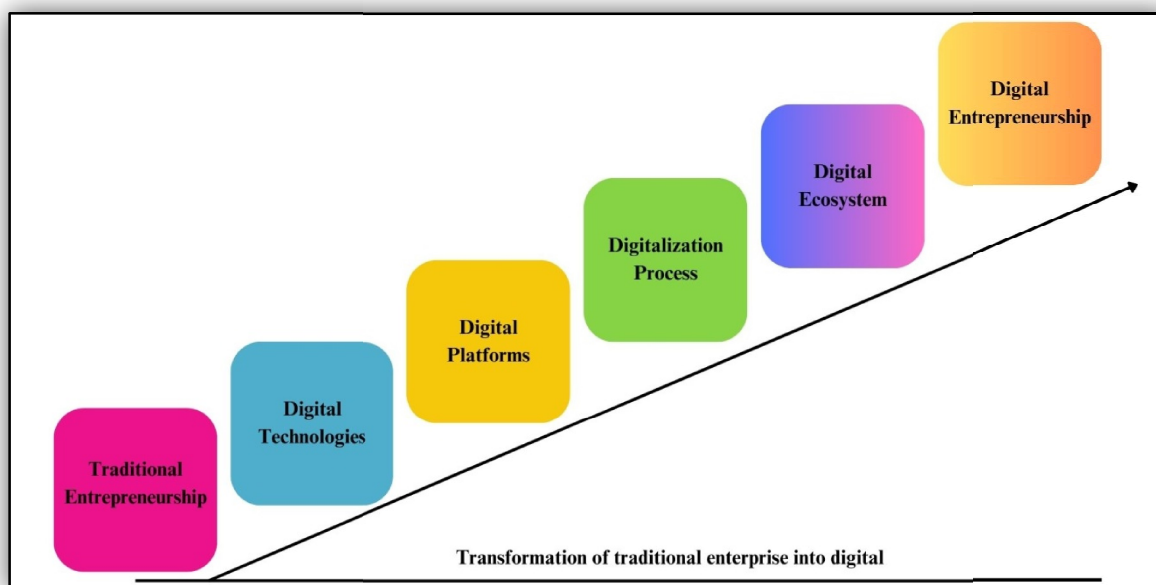 Traditional
Entrepreneurship
Digital
Technologies
Digital
Platforms
Digitalization
Process
Digital
Ecosystem
Digital
Entrepreneurship
Transformation of traditional enterprise into digital